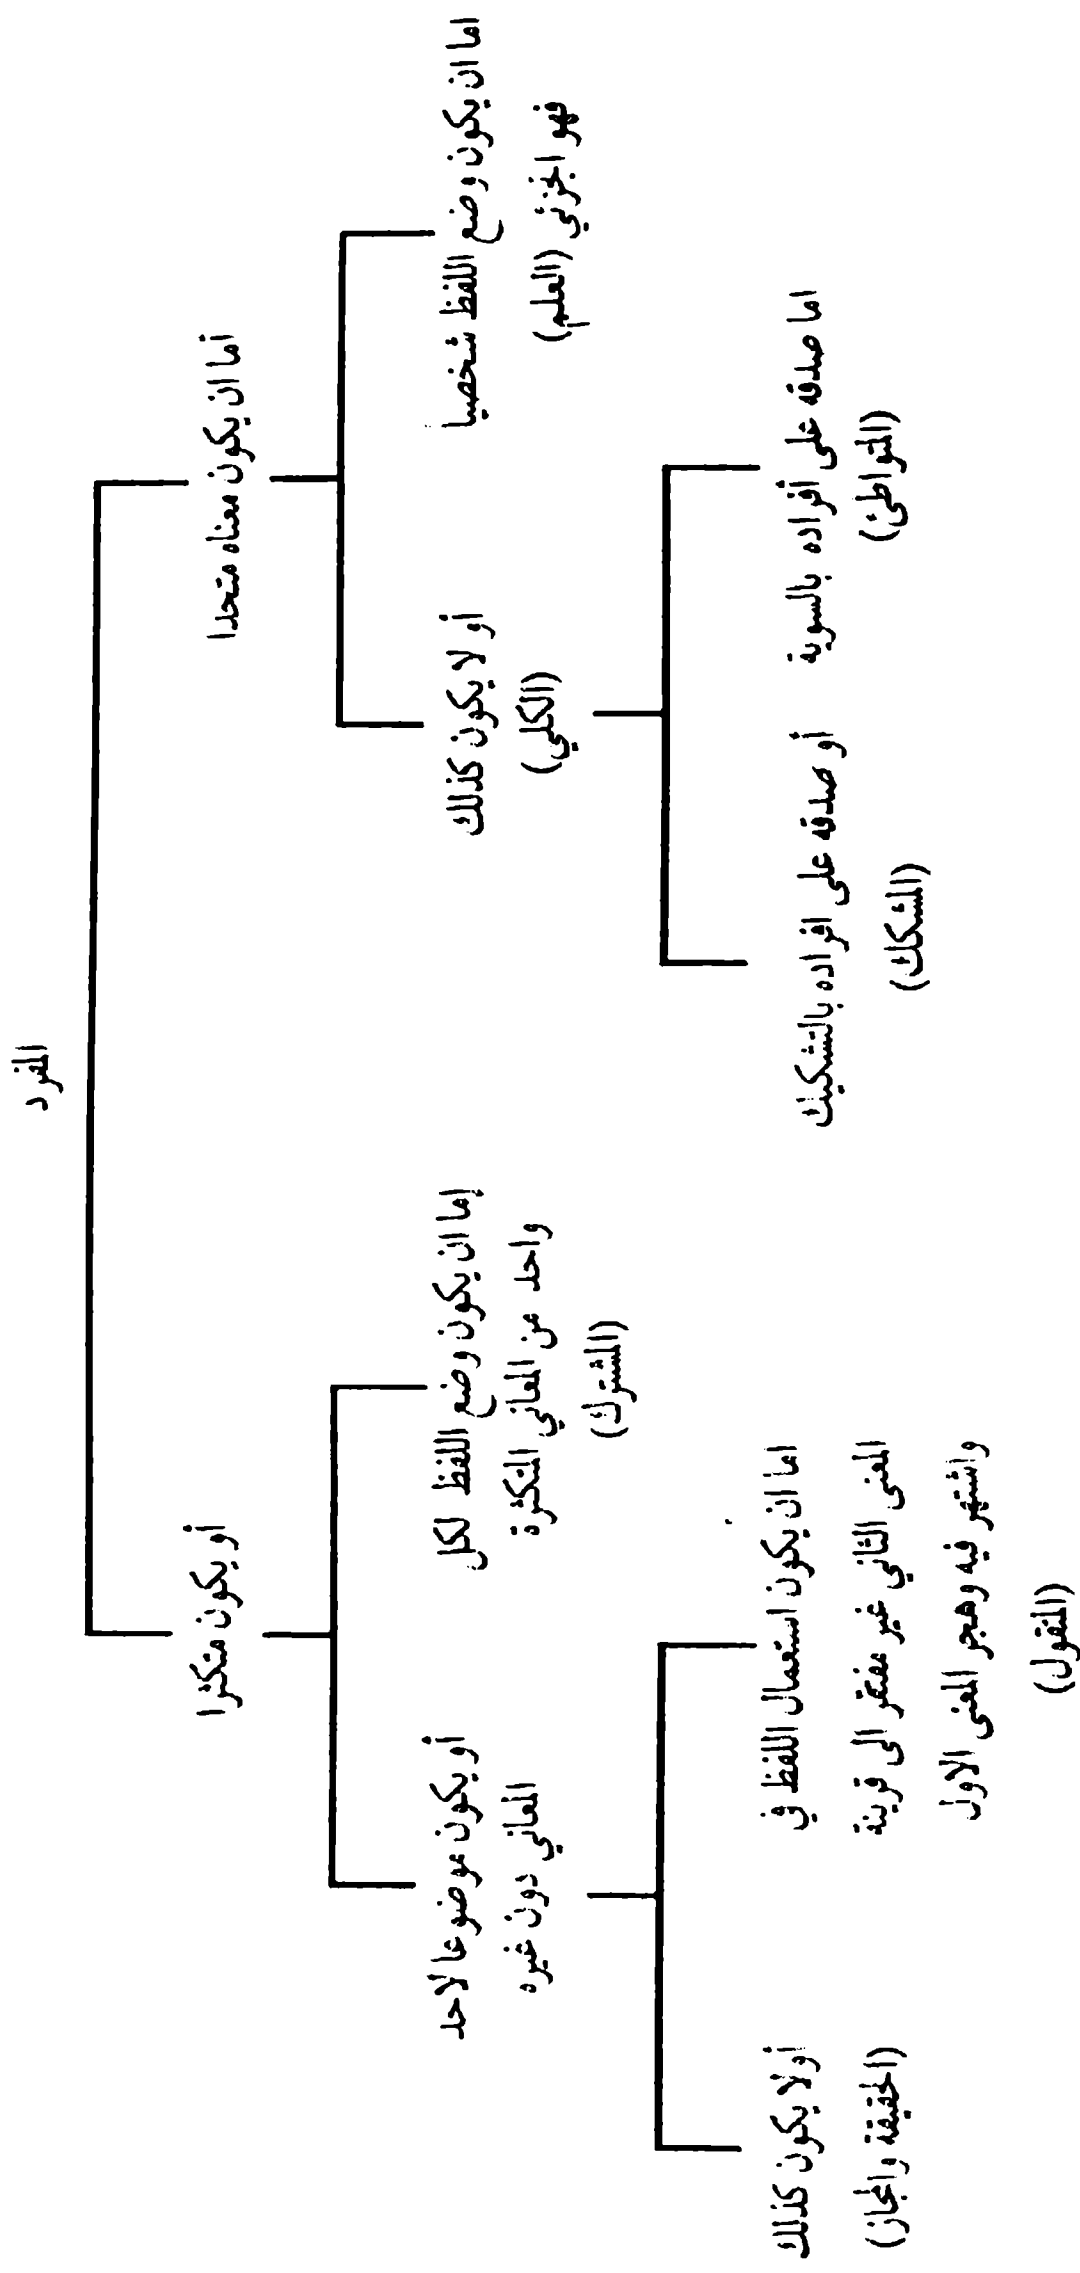 المفرد
أما ان يكون معناه متحدا
أو يكون متكثرا
اما ان يكون وضع اللفظ شخصيا
فهو الجزئي (العلم)
أو لا يكون كذلك
(الكلي)
إما ان يكون وضع اللفظ لكل
واحد من المعاني المتكثرة
(المشترك)
أو يكون موضوعا لاحد
المعاني دون غيره
اما صدقه على أفراده بالسوية
(المتواطئ)
أو صدقه على افراده بالتشكيك
(المشكك)
اما ان يكون استعمال اللفظ في
المعنى الثاني غير مفتقر الى قرينة
واشتهر فيه وهجر المعنى الاول
(المنقول)
أولا يكون كذلك
(الحقيقة والمجاز)